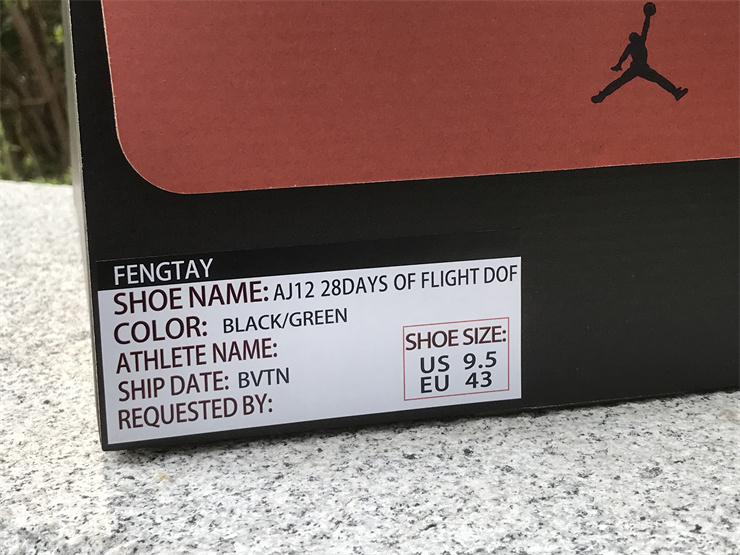 FENGTAY
SHOE NAME: AJ12 28DAYS OF FLIGHT DOF
COLOR: BLACK/GREEN
ATHLETE NAME:
SHIP DATE: BVTN
REQUESTED BY:
SHOE SIZE:
US 9.5
EU 43